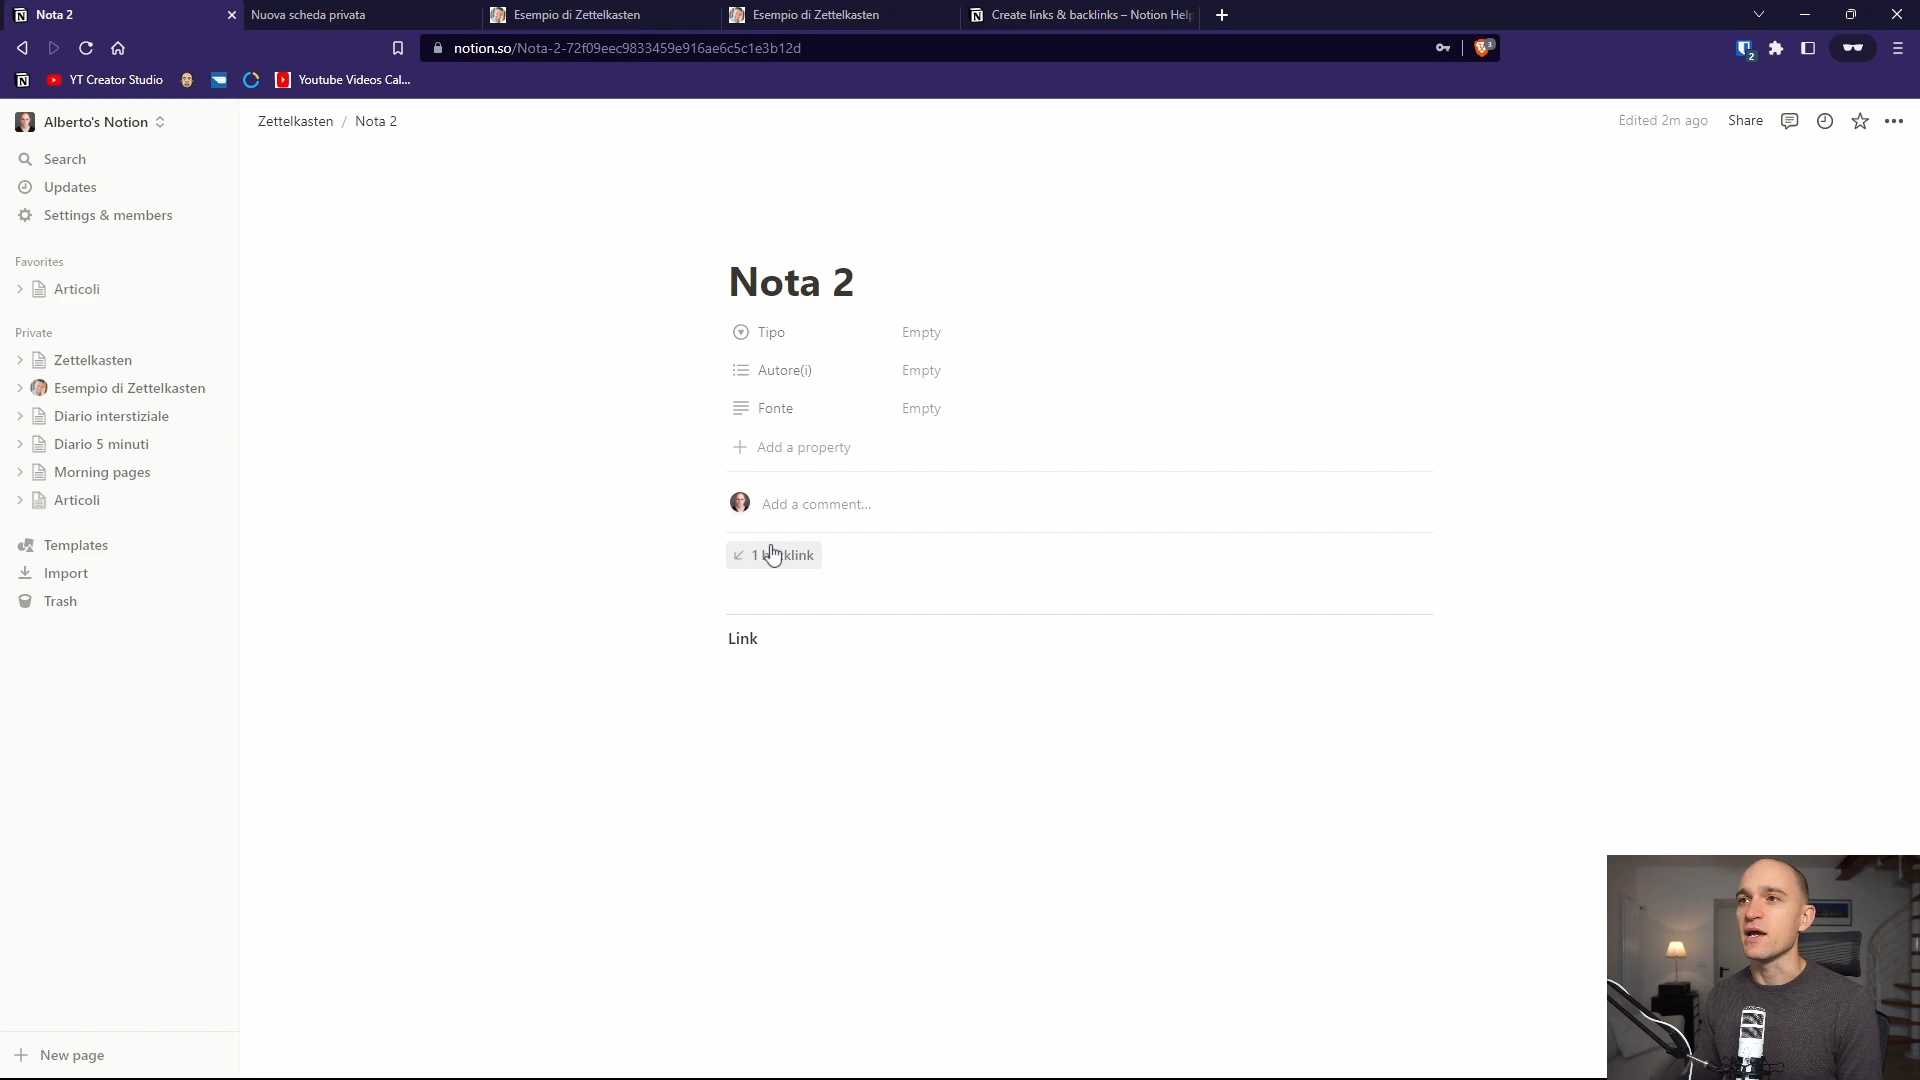 Nota 2
Nuova scheda privata
Esempio di Zettelkasten
Esempio di Zettelkasten
Create links & backlinks – Notion Help
notion.so/Nota-2-72f09eec9833459e916ae6c5c1e3b12d
3
2
YT Creator Studio
Youtube Videos Cal...
Alberto's Notion
Zettelkasten / Nota 2
Edited 2m ago
Share
Search
Updates
Settings & members
Favorites
Articoli
Private
Zettelkasten
Esempio di Zettelkasten
Diario interstiziale
Diario 5 minuti
Morning pages
Articoli
Templates
Import
Trash
New page
Nota 2
Tipo Empty
Autore(i) Empty
Fonte Empty
Add a property
Add a comment...
1 backlink
Link